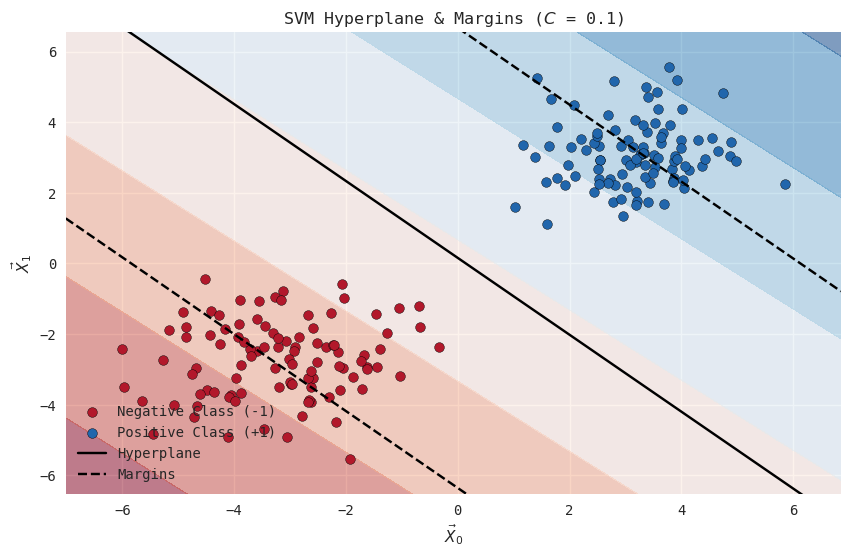 SVM Hyperplane & Margins (C = 0.1)
6
4
2
0
−2
−4
−6
X⃗₁
Negative Class (-1)
Positive Class (+1)
Hyperplane
Margins
−6 −4 −2 0 2 4 6
X⃗₀